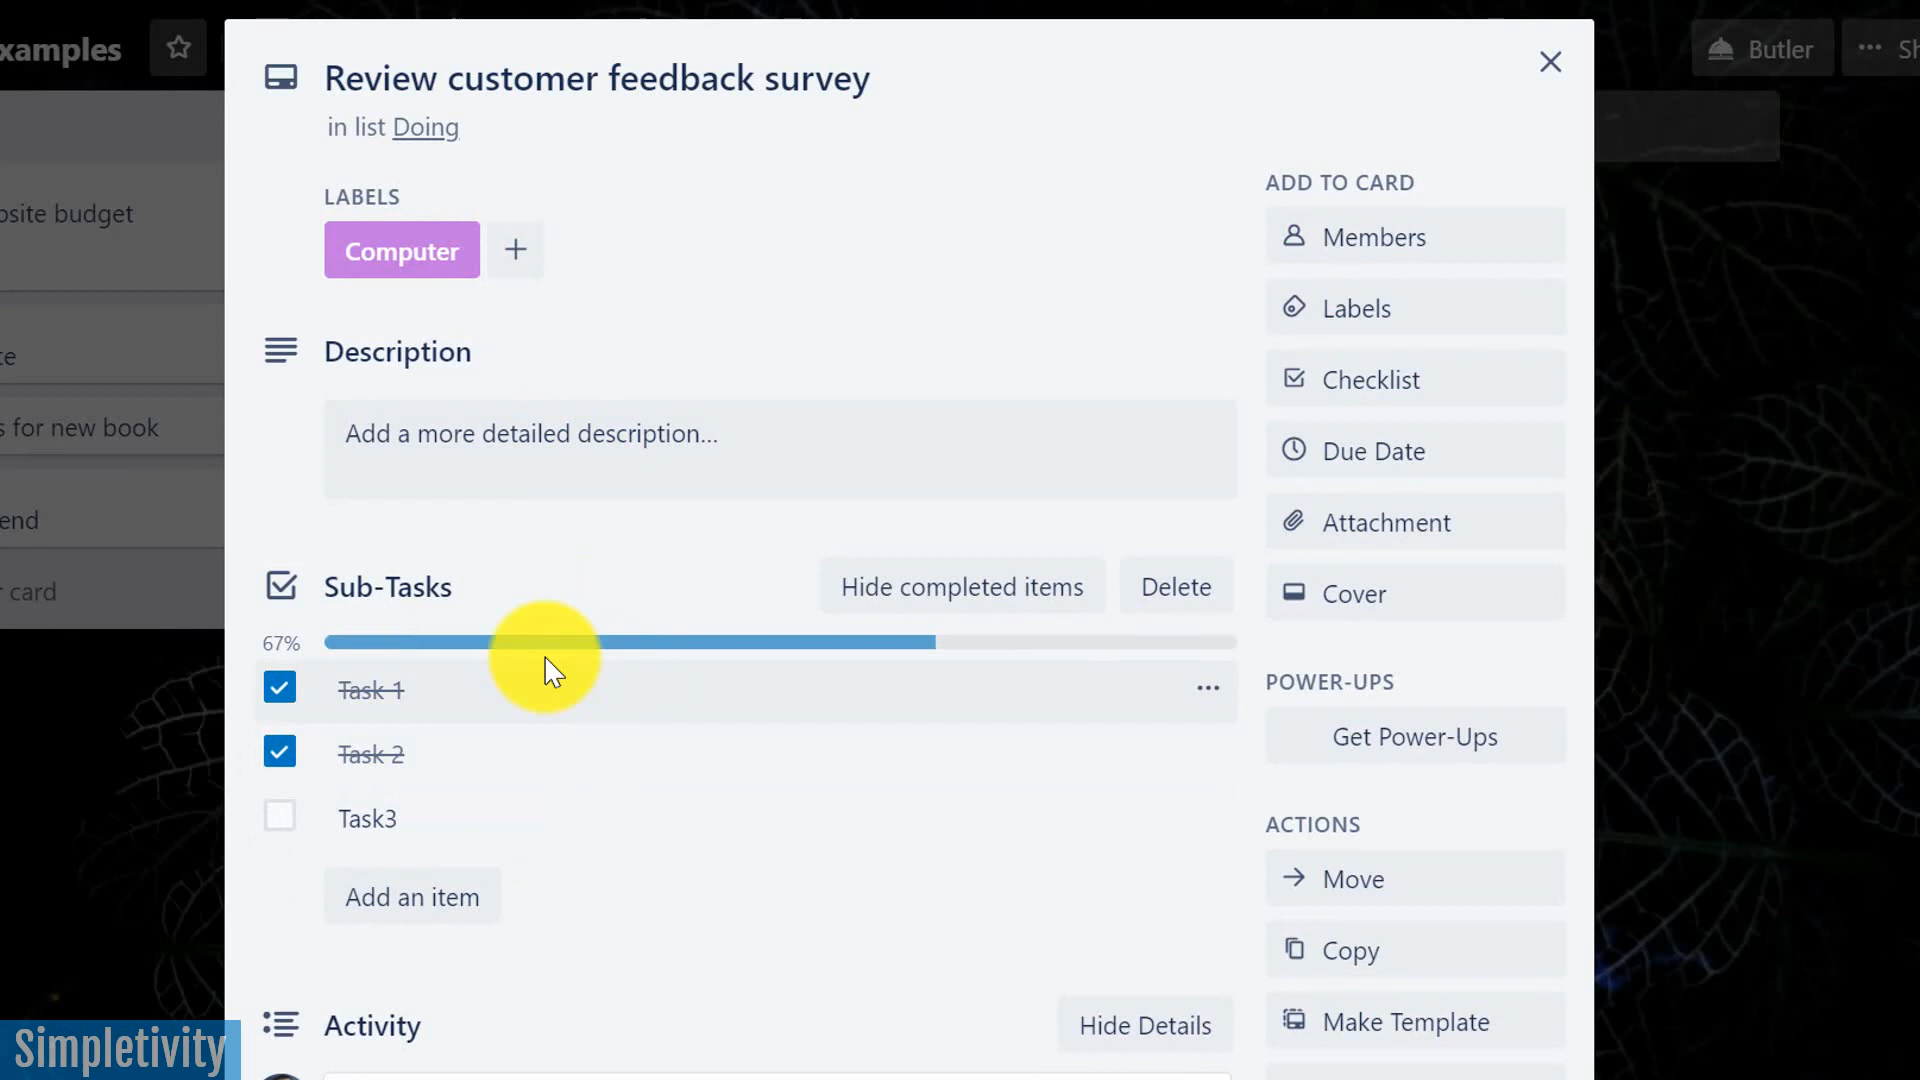 xamples
Butler
Sh
Review customer feedback survey
in list Doing
LABELS
Computer
Description
Add a more detailed description...
Sub-Tasks
Hide completed items
Delete
67%
Task 1
Task 2
Task3
Add an item
Activity
Hide Details
ADD TO CARD
Members
Labels
Checklist
Due Date
Attachment
Cover
POWER-UPS
Get Power-Ups
ACTIONS
Move
Copy
Make Template
bsite budget
te
s for new book
end
r card
Simpletivity